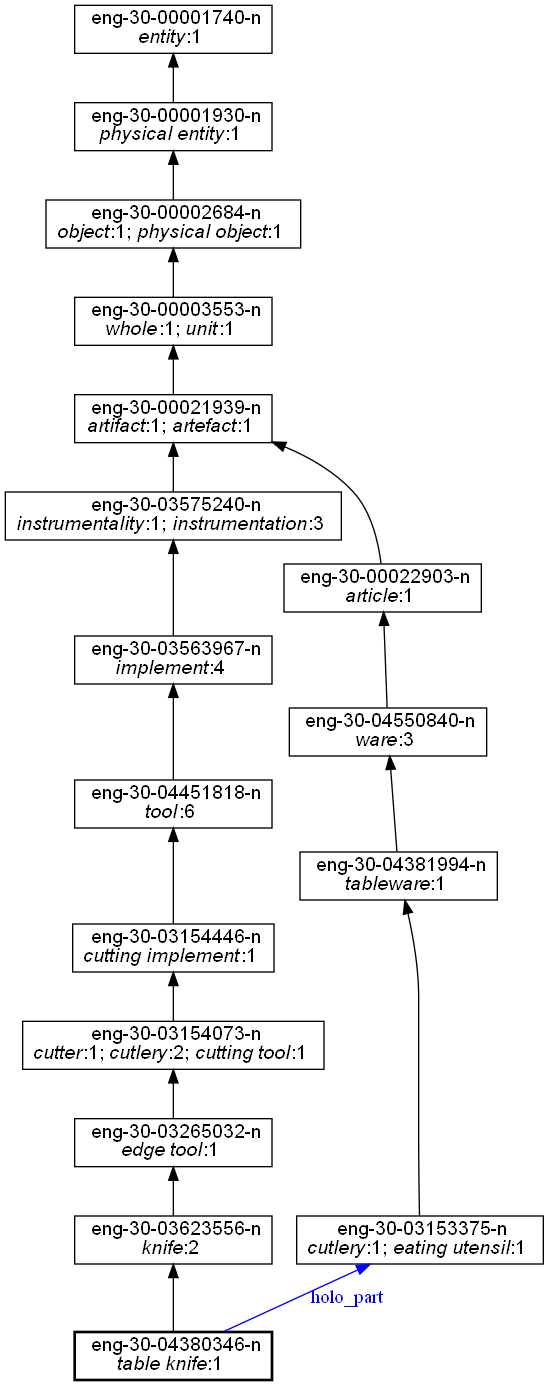 eng-30-00001740-n
entity:1
eng-30-00001930-n
physical entity:1
eng-30-00002684-n
object:1; physical object:1
eng-30-00003553-n
whole:1; unit:1
eng-30-00021939-n
artifact:1; artefact:1
eng-30-03575240-n
instrumentality:1; instrumentation:3
eng-30-00022903-n
article:1
eng-30-03563967-n
implement:4
eng-30-04550840-n
ware:3
eng-30-04451818-n
tool:6
eng-30-04381994-n
tableware:1
eng-30-03154446-n
cutting implement:1
eng-30-03154073-n
cutter:1; cutlery:2; cutting tool:1
eng-30-03265032-n
edge tool:1
eng-30-03623556-n
knife:2
eng-30-03153375-n
cutlery:1; eating utensil:1
holo_part
eng-30-04380346-n
table knife:1